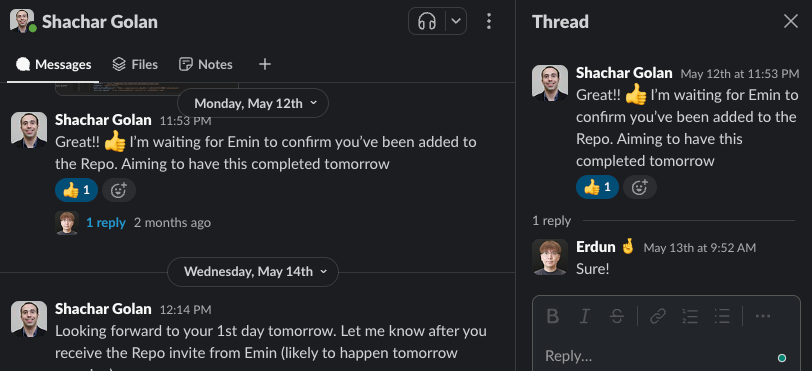 Shachar Golan
Messages
Files
Notes
Monday, May 12th
Shachar Golan 11:53 PM
Great!! 👍 I'm waiting for Emin to confirm you've been added to
the Repo. Aiming to have this completed tomorrow
👍 1
1 reply 2 months ago
Wednesday, May 14th
Shachar Golan 12:14 PM
Looking forward to your 1st day tomorrow. Let me know after you
receive the Repo invite from Emin (likely to happen tomorrow
Thread
Shachar Golan May 12th at 11:53 PM
Great!! 👍 I'm waiting for Emin to
confirm you've been added to the
Repo. Aiming to have this
completed tomorrow
👍 1
1 reply
Erdun 🤞 May 13th at 9:52 AM
Sure!
B I S
Reply...